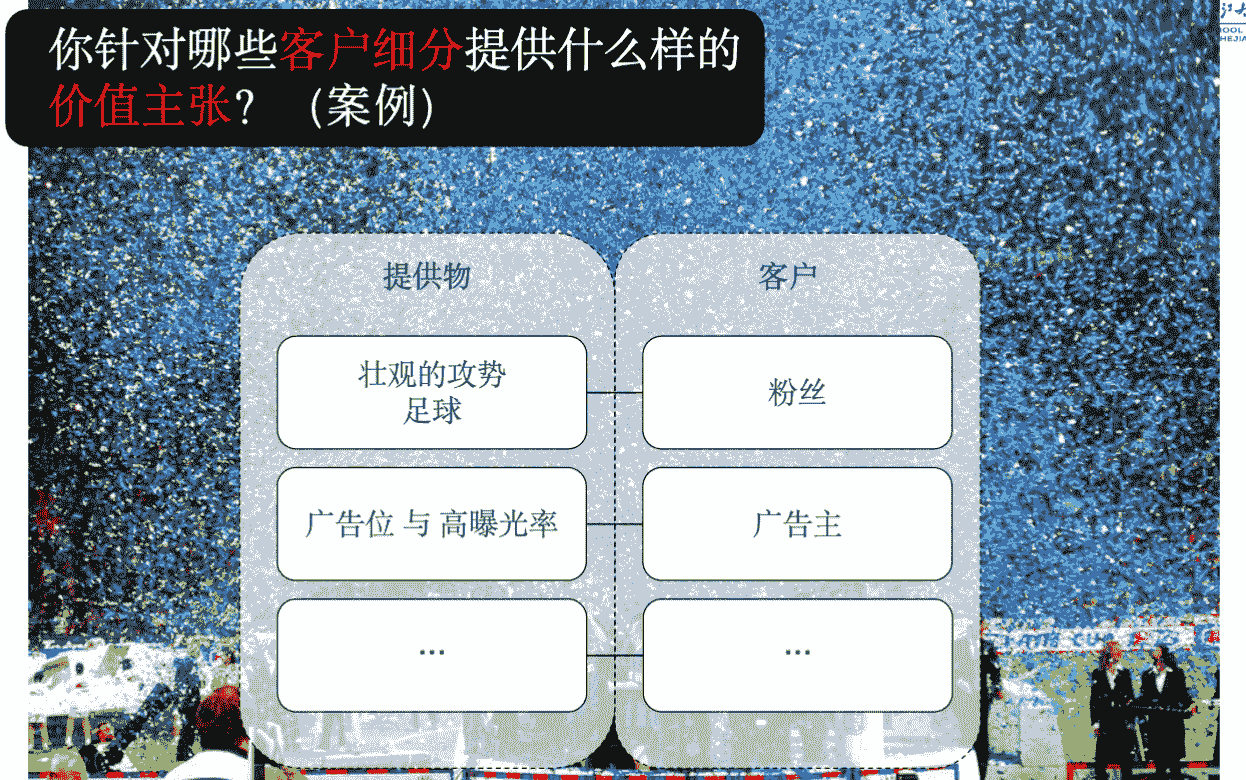 你针对哪些客户细分提供什么样的
价值主张? (案例)
提供物
客户
壮观的攻势
足球
粉丝
广告位 与 高曝光率
广告主
...
...